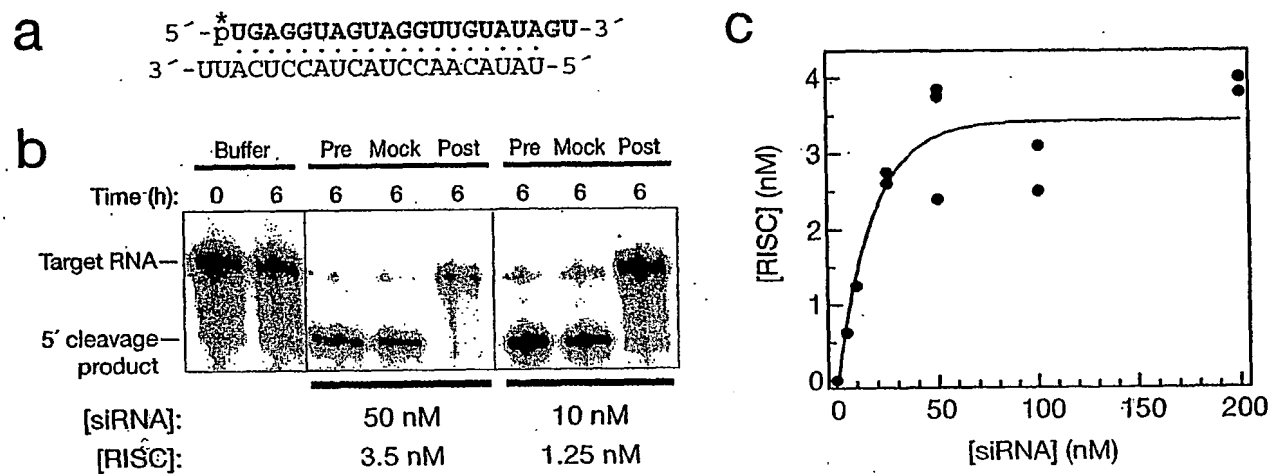 a
5´-p*UGAGGUAGUAGGUUGUAUAGU-3´
3´-UUACUCCAUCAUCCAACAUAU-5´
b
Buffer Pre Mock Post Pre Mock Post
Time (h): 0 6 6 6 6 6 6 6
Target RNA
5´ cleavage
product
[siRNA]: 50 nM 10 nM
[RISC]: 3.5 nM 1.25 nM
c
[RISC] (nM)
4
3
2
1
0
0 50 100 150 200
[siRNA] (nM)